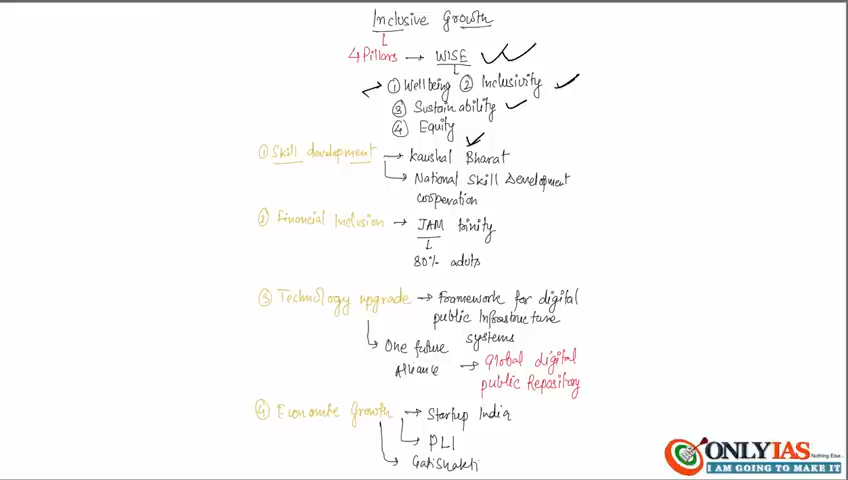 Inclusive Growth
4 Pillars → WISE
① Wellbeing ② Inclusivity
③ Sustainability
④ Equity
① Skill development → Kaushal Bharat
→ National Skill Development
cooperation
② Financial Inclusion → JAM trinity
80% adults
③ Technology upgrade → Framework for digital
public Infrastructure
systems
→ One future
Alliance → Global digital
public Repository
④ Economic Growth → Startup India
→ PLI
→ Gatishakti
ONLYIAS
Nothing Else..
I AM GOING TO MAKE IT